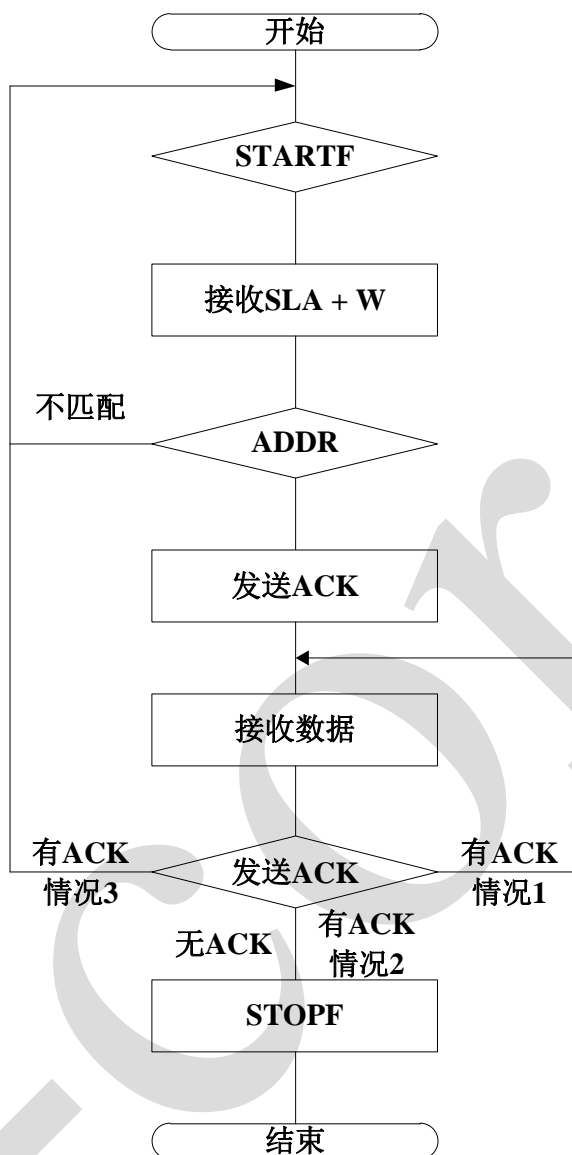 开始
STARTF
接收SLA + W
不匹配
ADDR
发送ACK
接收数据
有ACK
情况3
发送ACK
有ACK
情况1
无ACK
有ACK
情况2
STOPF
结束